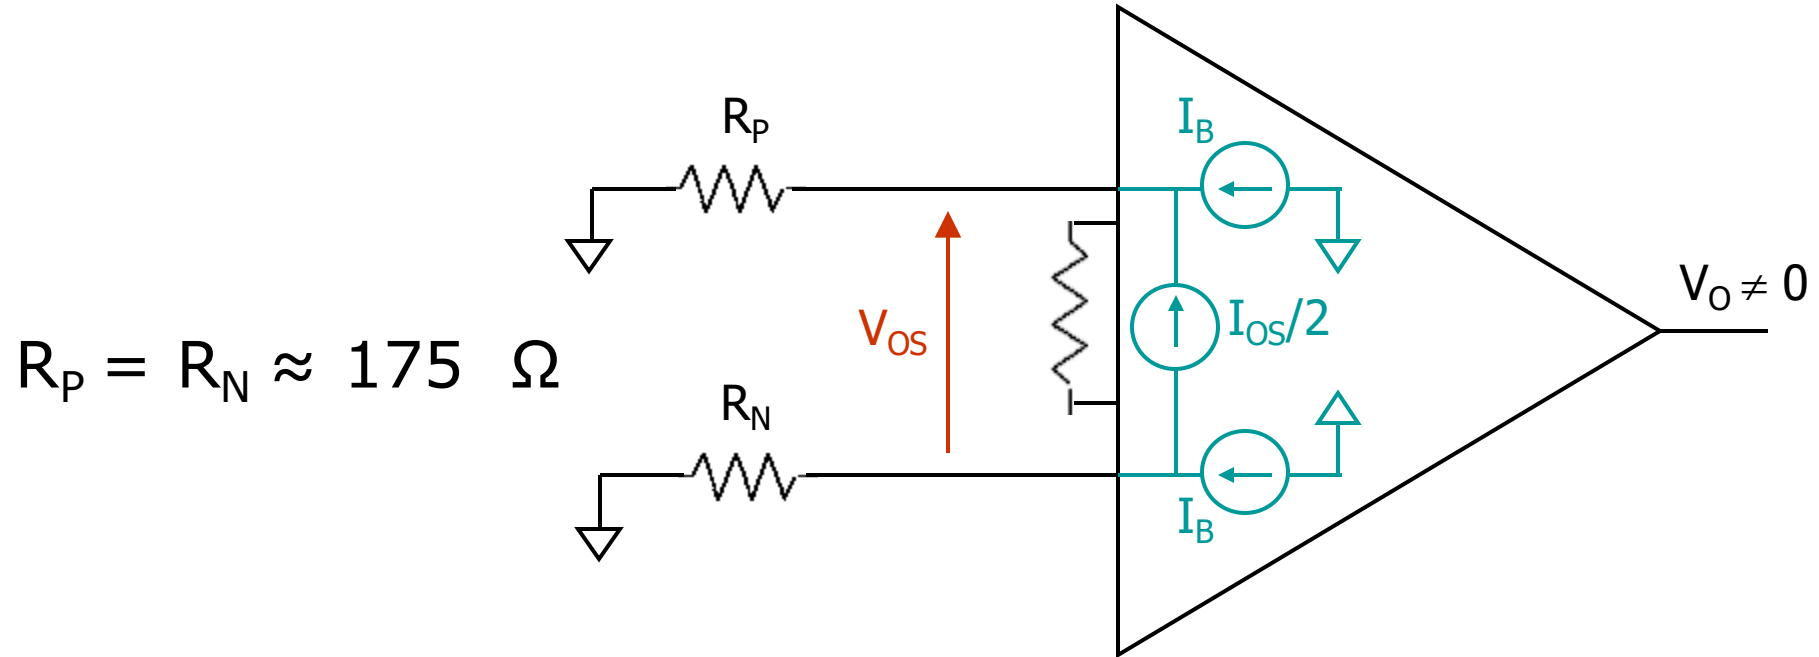 R_P
I_B
V_O ≠ 0
V_OS
I_OS/2
R_P = R_N ≈ 175 Ω
R_N
I_B